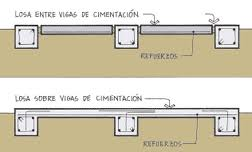 LOSA ENTRE VIGAS DE CIMENTACIÓN
REFUERZOS
LOSA SOBRE VIGAS DE CIMENTACIÓN
REFUERZOS